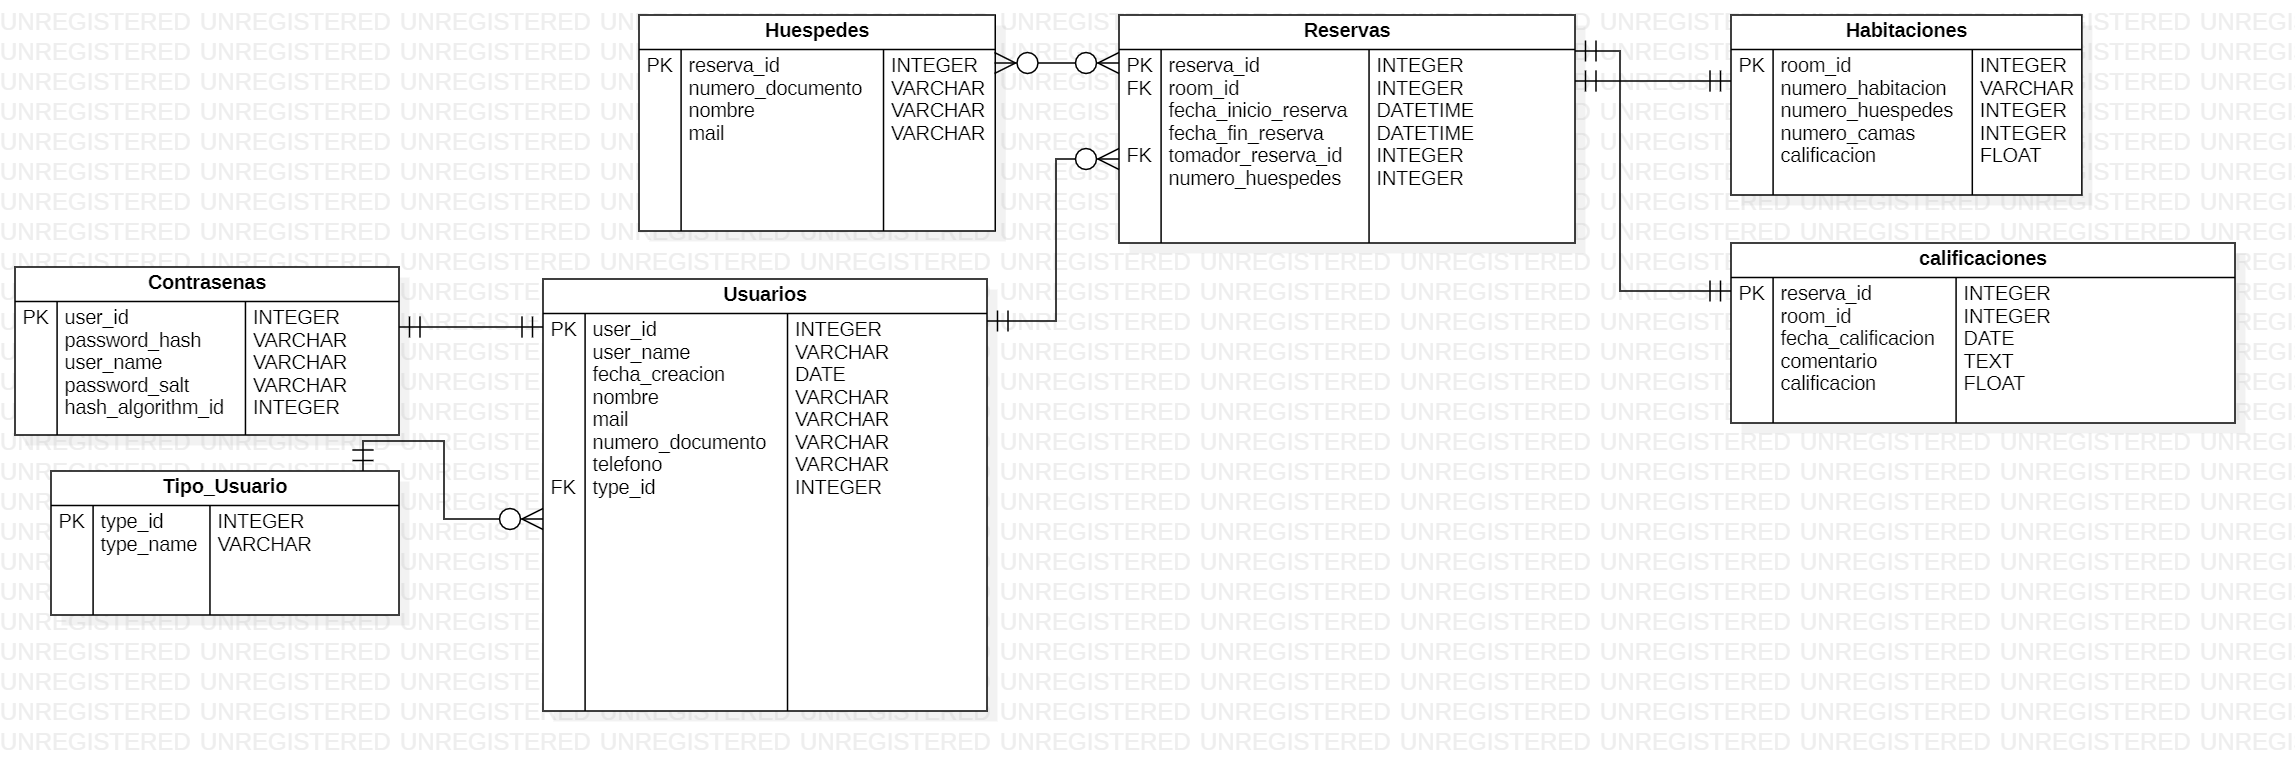 Huespedes
PK reserva_id INTEGER
numero_documento VARCHAR
nombre VARCHAR
mail VARCHAR
Reservas
PK reserva_id INTEGER
FK room_id INTEGER
fecha_inicio_reserva DATETIME
fecha_fin_reserva DATETIME
FK tomador_reserva_id INTEGER
numero_huespedes INTEGER
Habitaciones
PK room_id INTEGER
numero_habitacion VARCHAR
numero_huespedes INTEGER
numero_camas INTEGER
calificacion FLOAT
calificaciones
PK reserva_id INTEGER
room_id INTEGER
fecha_calificacion DATE
comentario TEXT
calificacion FLOAT
Contrasenas
PK user_id INTEGER
password_hash VARCHAR
user_name VARCHAR
password_salt VARCHAR
hash_algorithm_id INTEGER
Usuarios
PK user_id INTEGER
user_name VARCHAR
fecha_creacion DATE
nombre VARCHAR
mail VARCHAR
numero_documento VARCHAR
telefono VARCHAR
FK type_id INTEGER
Tipo_Usuario
PK type_id INTEGER
type_name VARCHAR
UNREGISTERED